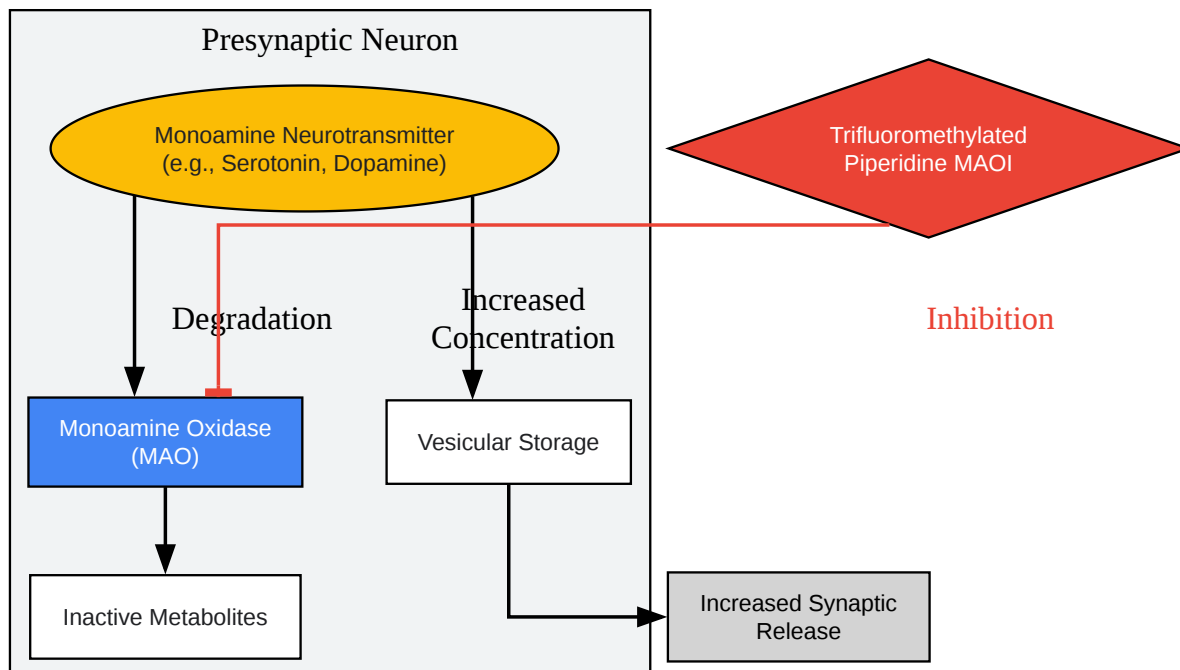 Presynaptic Neuron
Monoamine Neurotransmitter
(e.g., Serotonin, Dopamine)
Trifluoromethylated
Piperidine MAOI
Degradation
Increased
Concentration
Inhibition
Monoamine Oxidase
(MAO)
Vesicular Storage
Inactive Metabolites
Increased Synaptic
Release